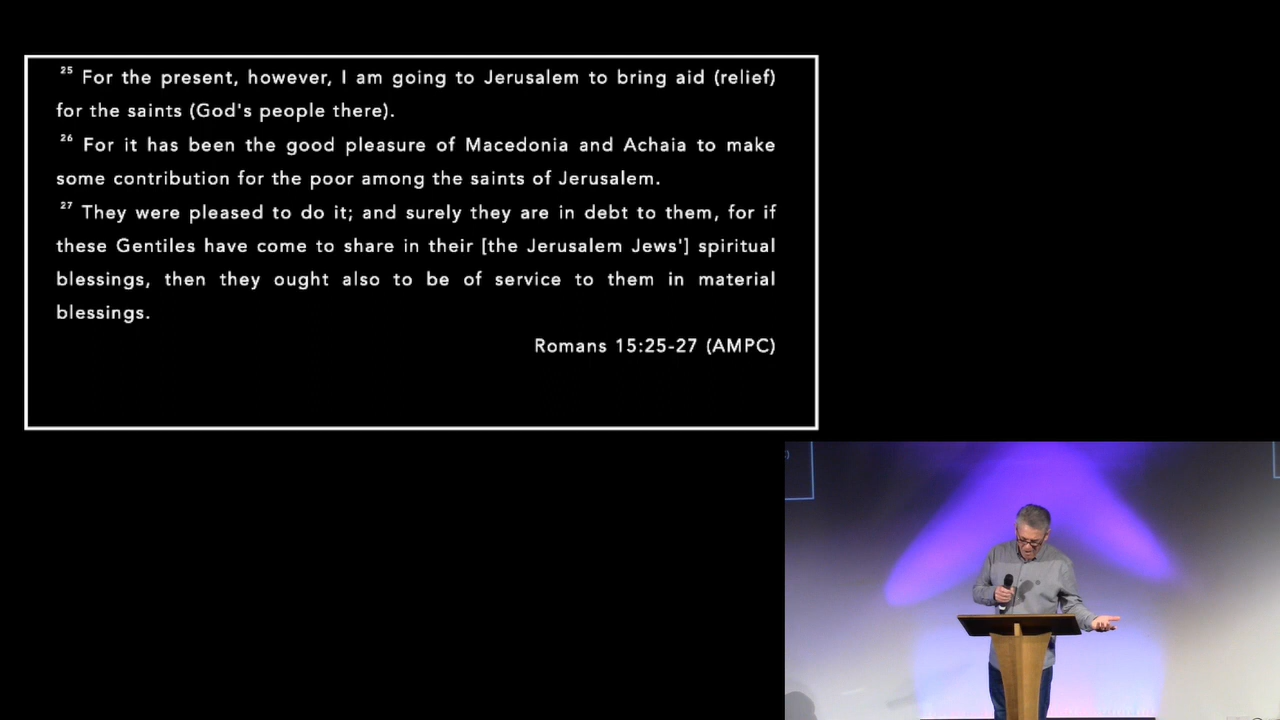 25 For the present, however, I am going to Jerusalem to bring aid (relief)
for the saints (God's people there).
26 For it has been the good pleasure of Macedonia and Achaia to make
some contribution for the poor among the saints of Jerusalem.
27 They were pleased to do it; and surely they are in debt to them, for if
these Gentiles have come to share in their [the Jerusalem Jews'] spiritual
blessings, then they ought also to be of service to them in material
blessings.
Romans 15:25-27 (AMPC)